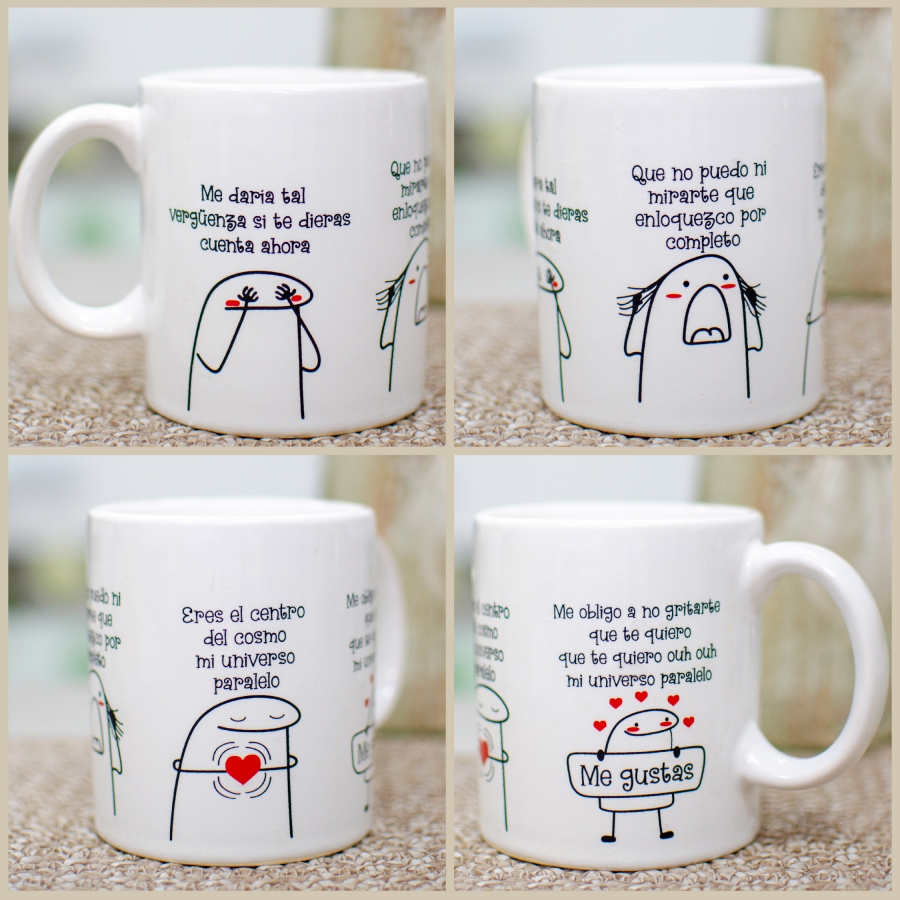 Me daría tal
vergüenza si te dieras
cuenta ahora
Que no puedo ni
mirarte que
enloquezco por
completo
Eres el centro
del cosmo
mi universo
paralelo
Me obligo a no gritarte
que te quiero
que te quiero ouh ouh
mi universo paralelo
Me gustas